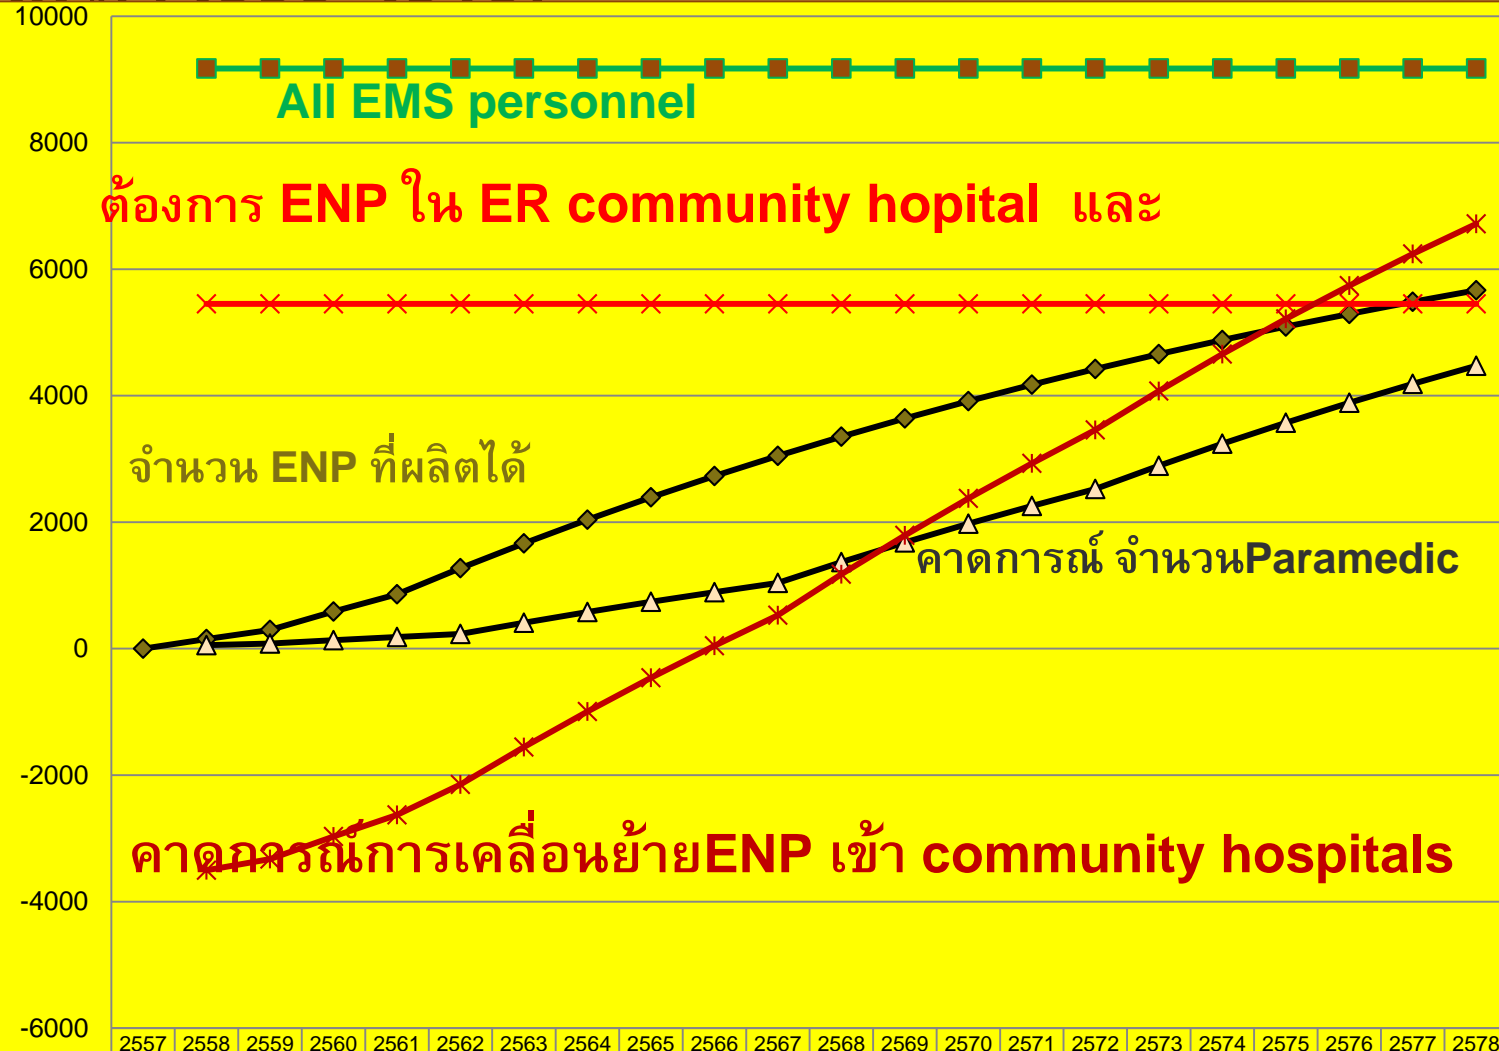 10000
All EMS personnel
8000
ต้องการ ENP ใน ER community hopital และ
6000
4000
จำนวน ENP ที่ผลิตได้
2000
คาดการณ์ จำนวนParamedic
0
-2000
คาดการณ์การเคลื่อนย้ายENP เข้า community hospitals
-4000
-6000
2557 2558 2559 2560 2561 2562 2563 2564 2565 2566 2567 2568 2569 2570 2571 2572 2573 2574 2575 2576 2577 2578